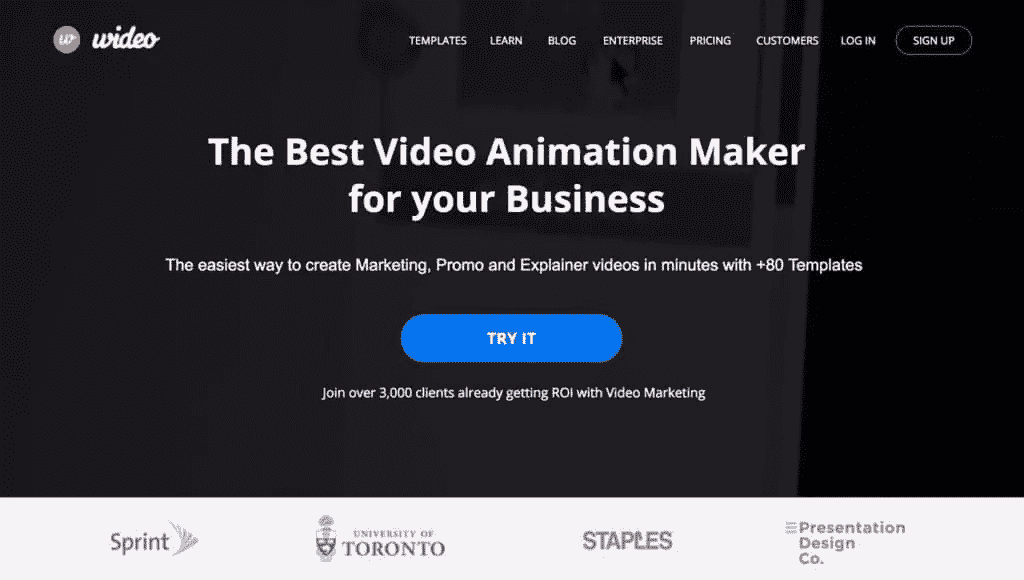 w wideo
TEMPLATES LEARN BLOG ENTERPRISE PRICING CUSTOMERS LOG IN SIGN UP
The Best Video Animation Maker
for your Business
The easiest way to create Marketing, Promo and Explainer videos in minutes with +80 Templates
TRY IT
Join over 3,000 clients already getting ROI with Video Marketing
Sprint
UNIVERSITY OF
TORONTO
STAPLES
Presentation
Design
Co.